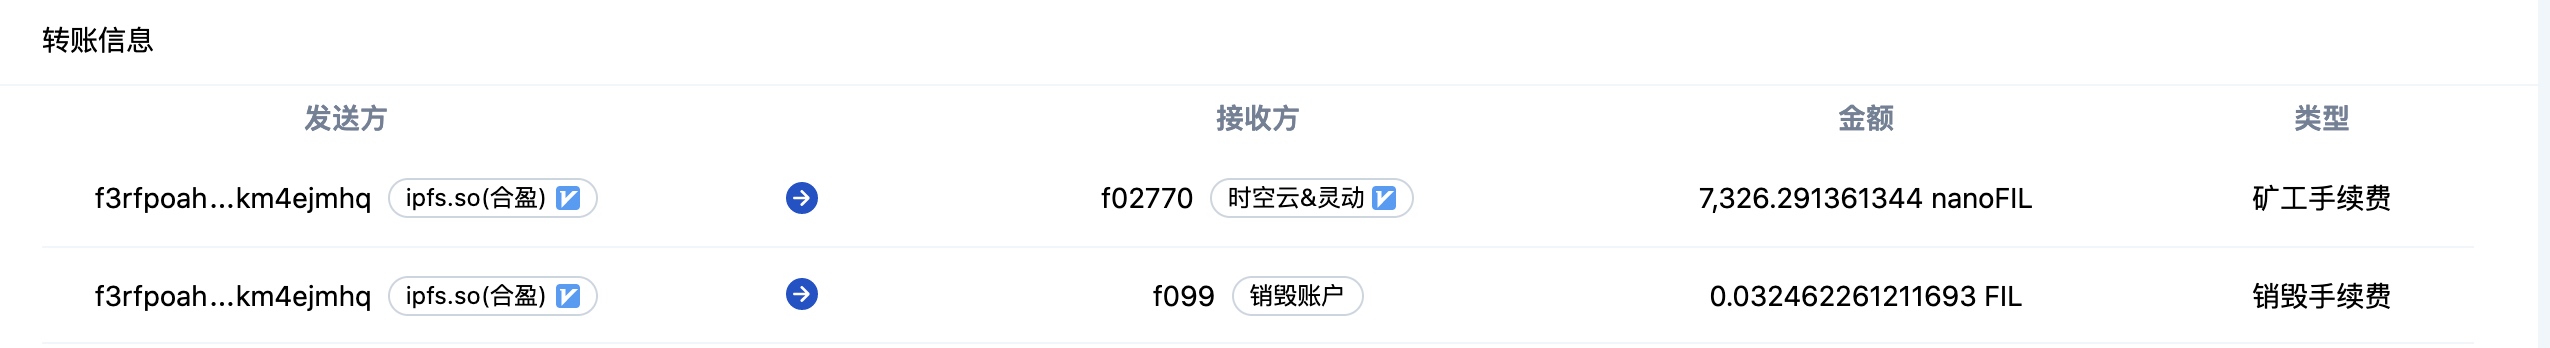 转账信息
发送方 接收方 金额 类型
f3rfpoah...km4ejmhq ipfs.so(合盈) f02770 时空云&灵动 7,326.291361344 nanoFIL 矿工手续费
f3rfpoah...km4ejmhq ipfs.so(合盈) f099 销毁账户 0.032462261211693 FIL 销毁手续费